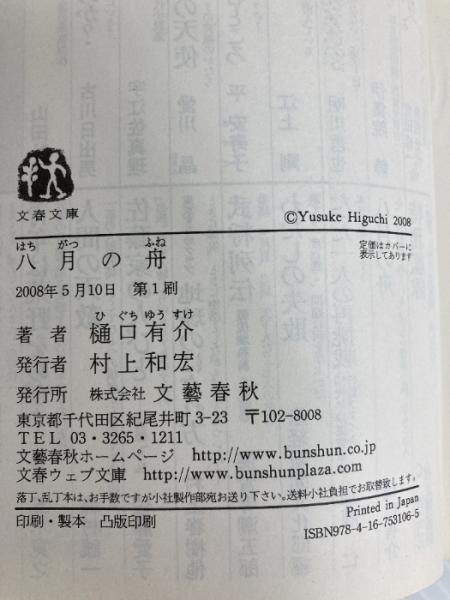 文春文庫
©Yusuke Higuchi 2008
はち がつ ふね
八月の舟
定価はカバーに
表示してあります
2008年5月10日 第1刷
ひ ぐち ゆう すけ
著者 樋口有介
発行者 村上和宏
発行所 株式会社 文藝春秋
東京都千代田区紀尾井町3-23 〒102-8008
TEL 03・3265・1211
文藝春秋ホームページ http://www.bunshun.co.jp
文春ウェブ文庫 http://www.bunshunplaza.com
落丁、乱丁本は、お手数ですが小社製作部宛お送り下さい。送料小社負担でお取替致します。
印刷・製本 凸版印刷
Printed in Japan
ISBN978-4-16-753106-5